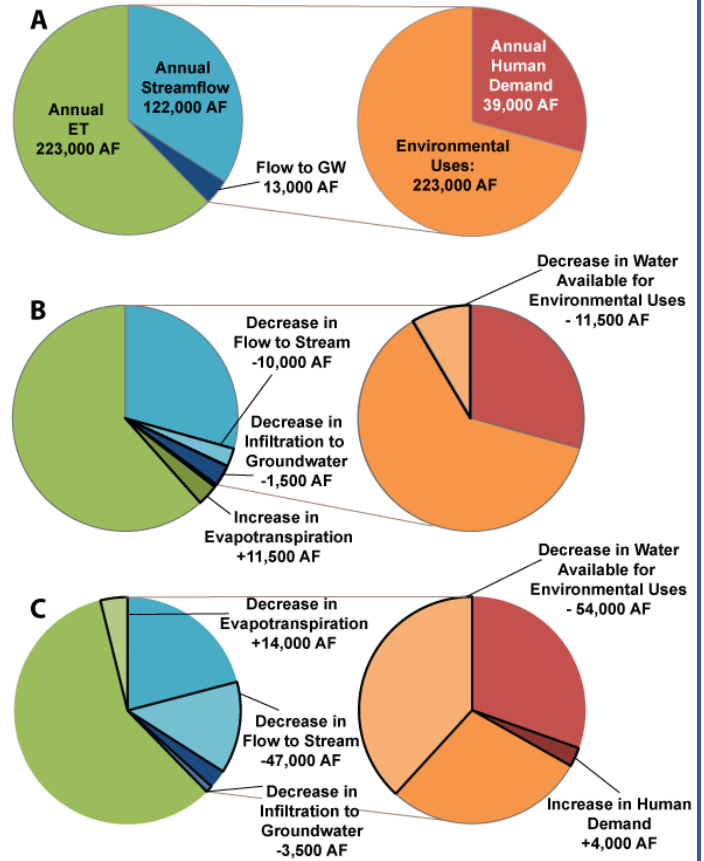 A
Annual
Streamflow
122,000 AF
Annual
ET
223,000 AF
Flow to GW
13,000 AF
Annual
Human
Demand
39,000 AF
Environmental
Uses:
223,000 AF
B
Decrease in
Flow to Stream
-10,000 AF
Decrease in
Infiltration to
Groundwater
-1,500 AF
Increase in
Evapotranspiration
+11,500 AF
Decrease in Water
Available for
Environmental Uses
- 11,500 AF
C
Decrease in
Evapotranspiration
+14,000 AF
Decrease in
Flow to Stream
-47,000 AF
Decrease in
Infiltration to
Groundwater
-3,500 AF
Decrease in Water
Available for
Environmental Uses
- 54,000 AF
Increase in Human
Demand
+4,000 AF